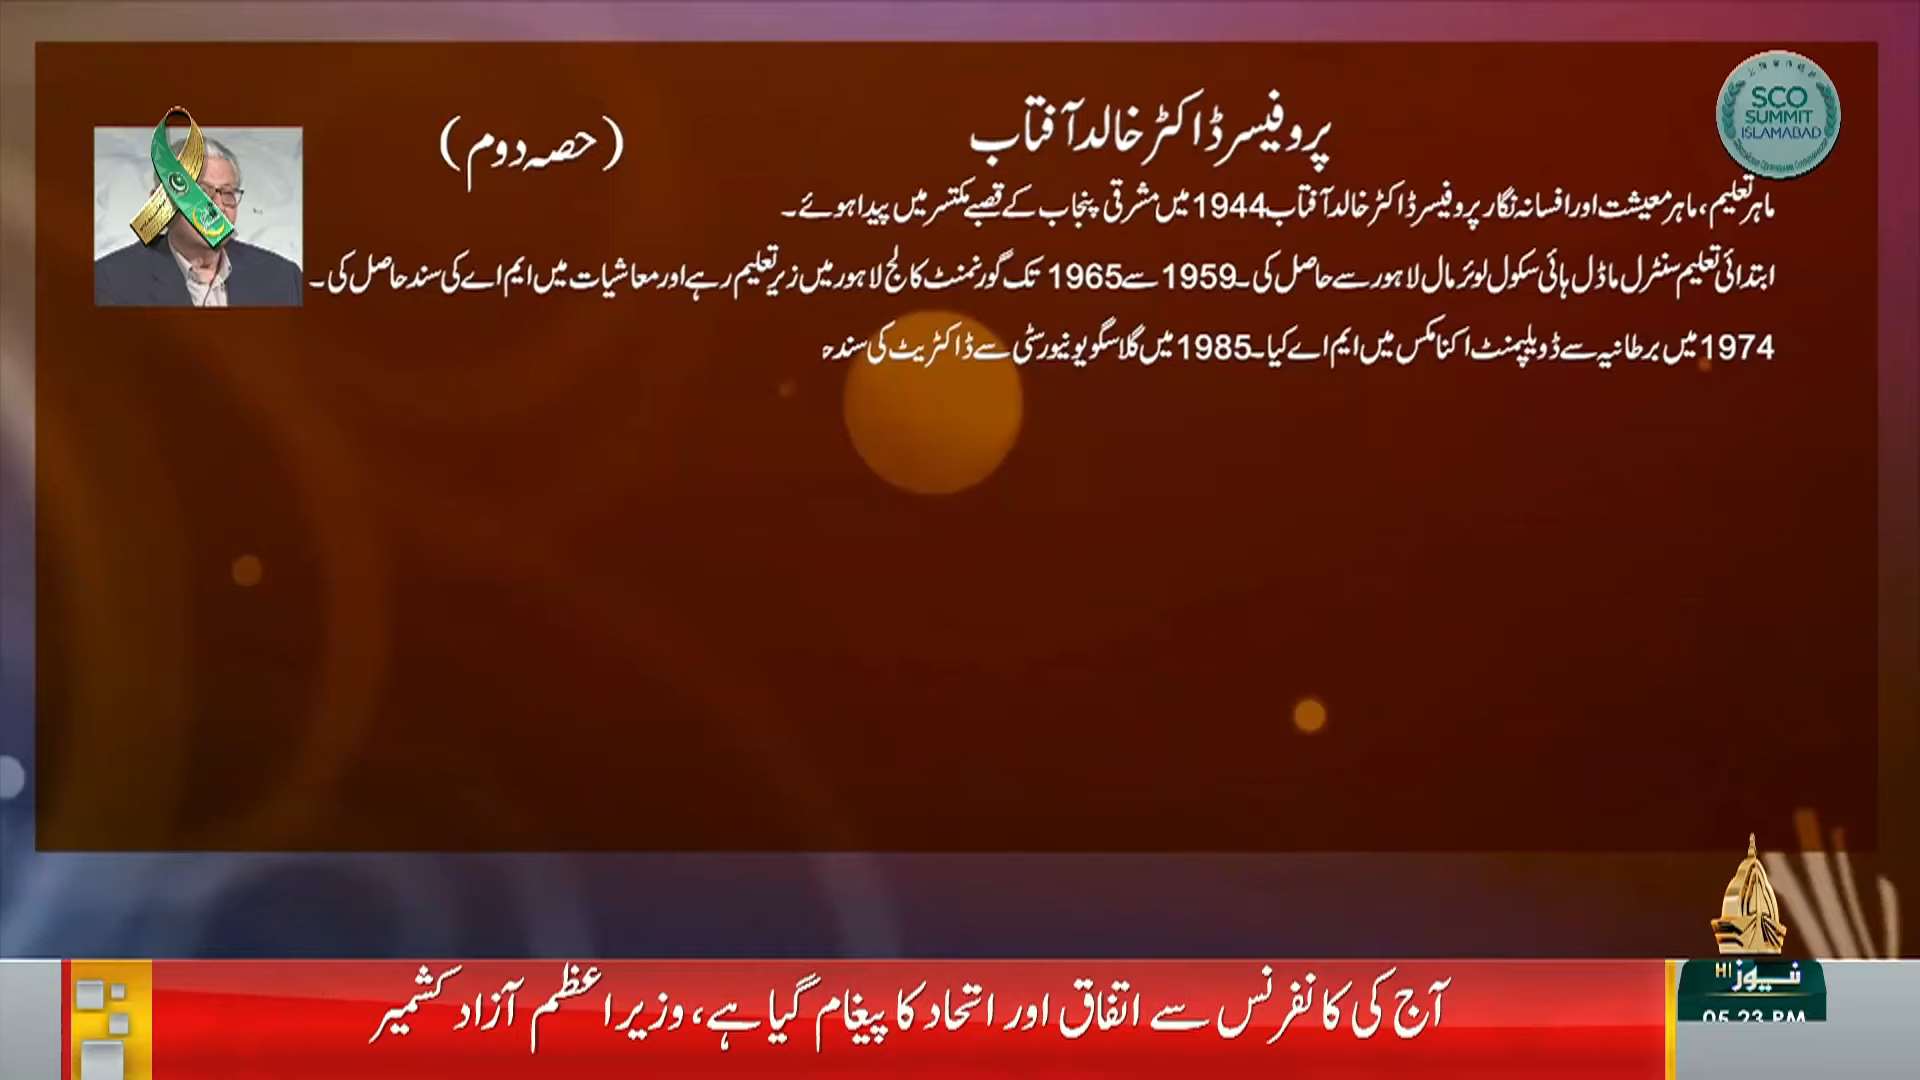 پروفیسر ڈاکٹر خالد آفتاب
(حصہ دوم)
SCO
SUMMIT
ISLAMABAD
ماہر تعلیم، ماہر معیشت اور افسانہ نگار پروفیسر ڈاکٹر خالد آفتاب 1944 میں مشرقی پنجاب کے قصبے مکتسر میں پیدا ہوئے۔
ابتدائی تعلیم سنٹرل ماڈل ہائی سکول لوئر مال لاہور سے حاصل کی۔ 1959 سے 1965 تک گورنمنٹ کالج لاہور میں زیرِ تعلیم رہے اور معاشیات میں ایم اے کی سند حاصل کی۔
1974 میں برطانیہ سے ڈویلپمنٹ اکنامکس میں ایم اے کیا۔ 1985 میں گلاسگو یونیورسٹی سے ڈاکٹریٹ کی سند
نیوز HD
05 23 PM
آج کی کانفرنس سے اتفاق اور اتحاد کا پیغام گیا ہے، وزیر اعظم آزاد کشمیر